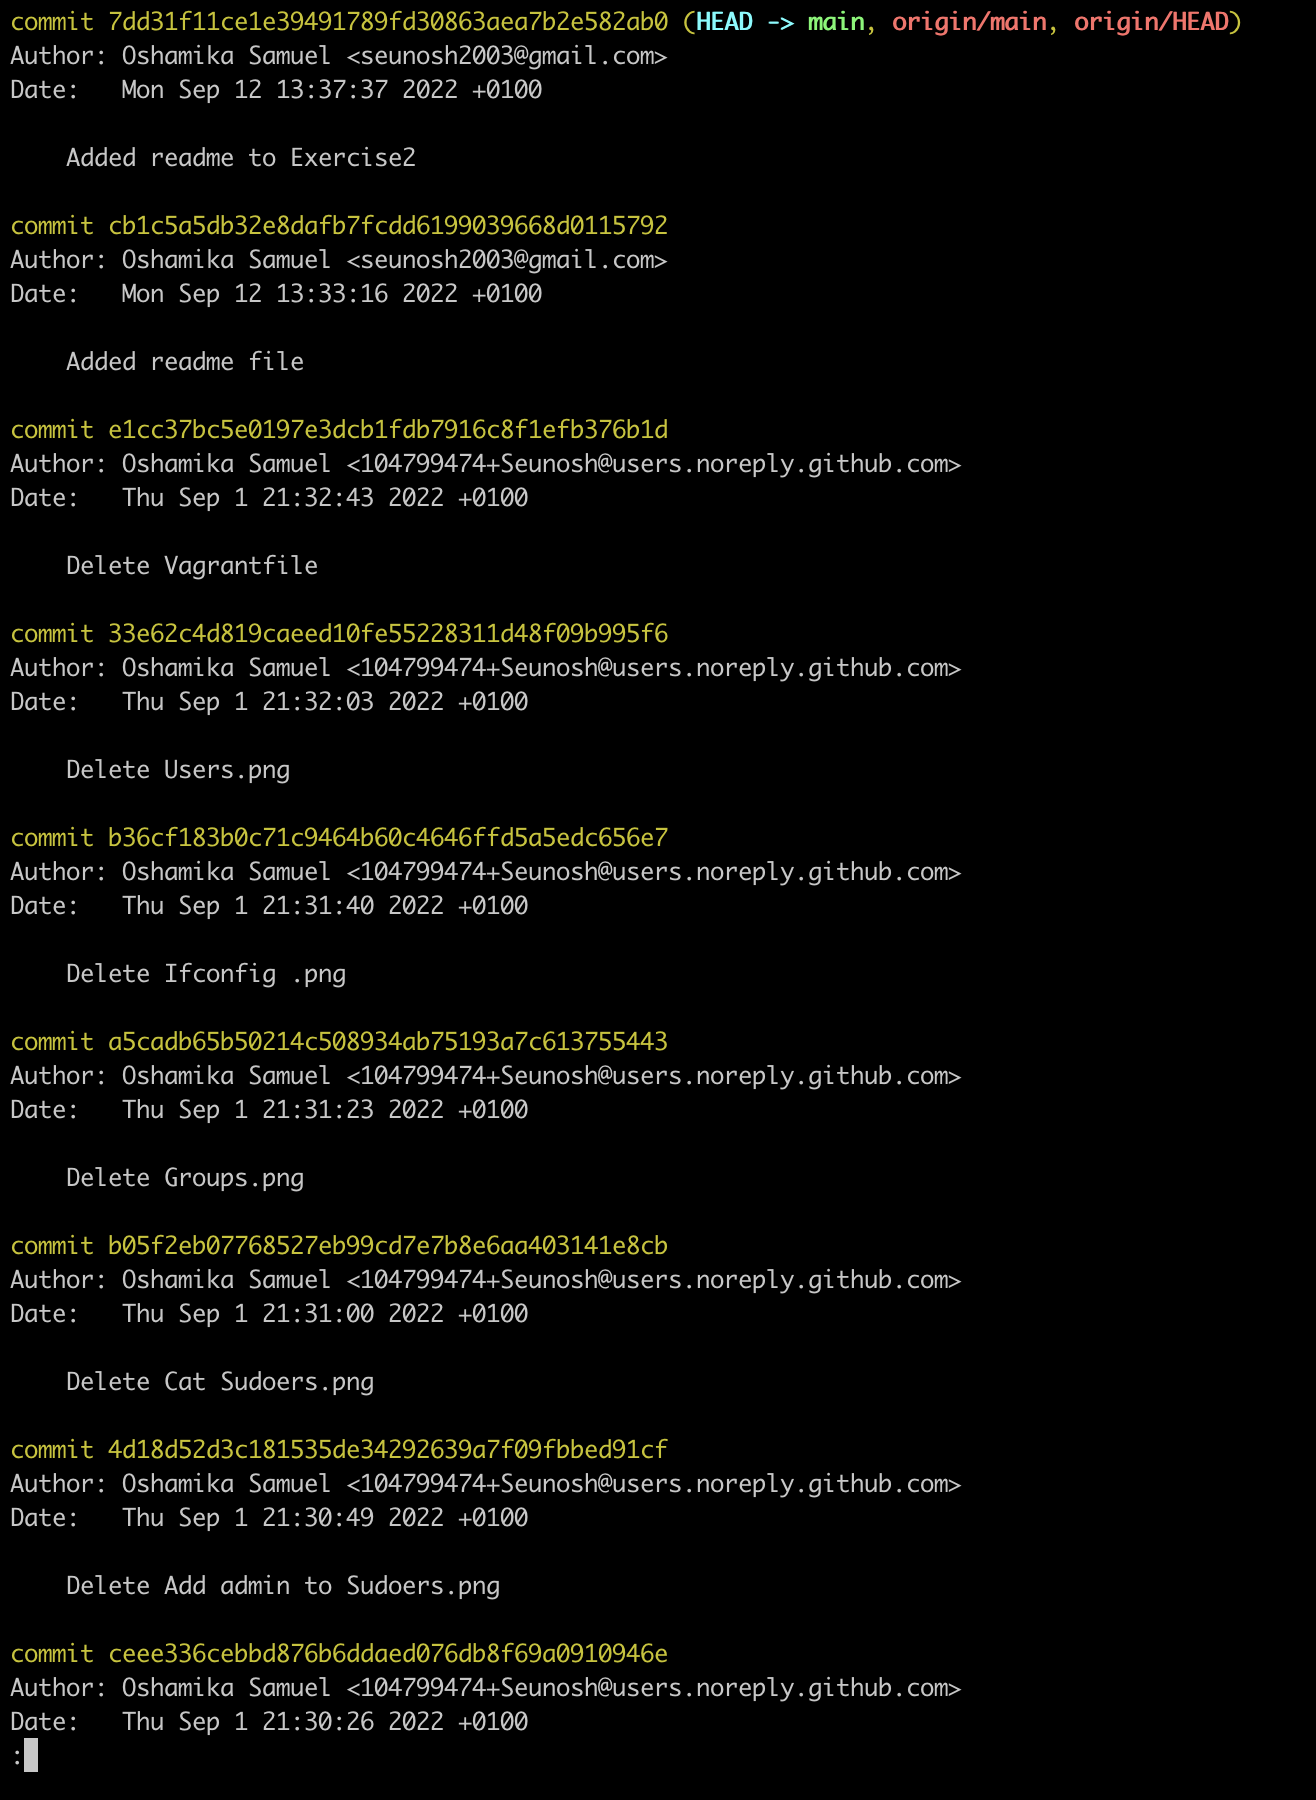 commit 7dd31f11ce1e39491789fd30863aea7b2e582ab0 (HEAD -> main, origin/main, origin/HEAD)
Author: Oshamika Samuel <seunosh2003@gmail.com>
Date:   Mon Sep 12 13:37:37 2022 +0100

    Added readme to Exercise2

commit cb1c5a5db32e8dafb7fcdd6199039668d0115792
Author: Oshamika Samuel <seunosh2003@gmail.com>
Date:   Mon Sep 12 13:33:16 2022 +0100

    Added readme file

commit e1cc37bc5e0197e3dcb1fdb7916c8f1efb376b1d
Author: Oshamika Samuel <104799474+Seunosh@users.noreply.github.com>
Date:   Thu Sep 1 21:32:43 2022 +0100

    Delete Vagrantfile

commit 33e62c4d819caeed10fe55228311d48f09b995f6
Author: Oshamika Samuel <104799474+Seunosh@users.noreply.github.com>
Date:   Thu Sep 1 21:32:03 2022 +0100

    Delete Users.png

commit b36cf183b0c71c9464b60c4646ffd5a5edc656e7
Author: Oshamika Samuel <104799474+Seunosh@users.noreply.github.com>
Date:   Thu Sep 1 21:31:40 2022 +0100

    Delete Ifconfig .png

commit a5cadb65b50214c508934ab75193a7c613755443
Author: Oshamika Samuel <104799474+Seunosh@users.noreply.github.com>
Date:   Thu Sep 1 21:31:23 2022 +0100

    Delete Groups.png

commit b05f2eb07768527eb99cd7e7b8e6aa403141e8cb
Author: Oshamika Samuel <104799474+Seunosh@users.noreply.github.com>
Date:   Thu Sep 1 21:31:00 2022 +0100

    Delete Cat Sudoers.png

commit 4d18d52d3c181535de34292639a7f09fbbed91cf
Author: Oshamika Samuel <104799474+Seunosh@users.noreply.github.com>
Date:   Thu Sep 1 21:30:49 2022 +0100

    Delete Add admin to Sudoers.png

commit ceee336cebbd876b6ddaed076db8f69a0910946e
Author: Oshamika Samuel <104799474+Seunosh@users.noreply.github.com>
Date:   Thu Sep 1 21:30:26 2022 +0100
: